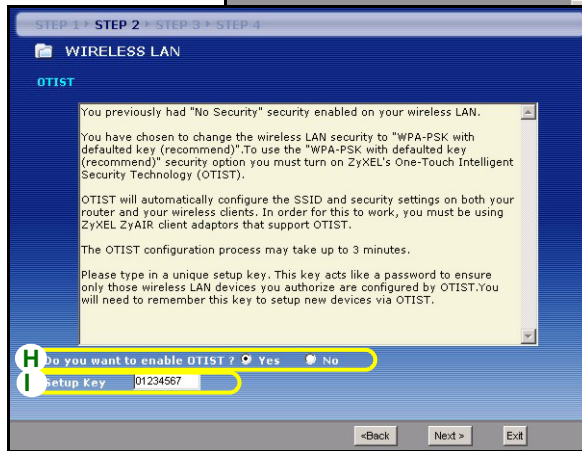 STEP 1 › STEP 2 › STEP 3 › STEP 4
WIRELESS LAN
OTIST
You previously had "No Security" security enabled on your wireless LAN.
You have chosen to change the wireless LAN security to "WPA-PSK with
defaulted key (recommend)".To use the "WPA-PSK with defaulted key
(recommend)" security option you must turn on ZyXEL's One-Touch Intelligent
Security Technology (OTIST).
OTIST will automatically configure the SSID and security settings on both your
router and your wireless clients. In order for this to work, you must be using
ZyXEL ZyAIR client adaptors that support OTIST.
The OTIST configuration process may take up to 3 minutes.
Please type in a unique setup key. This key acts like a password to ensure
only those wireless LAN devices you authorize are configured by OTIST.You
will need to remember this key to setup new devices via OTIST.
H Do you want to enable OTIST ? Yes No
I Setup Key 01234567
<Back Next > Exit